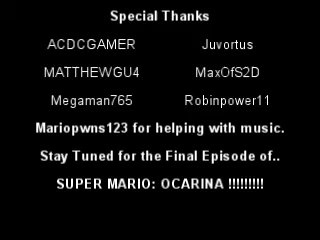 Special Thanks
ACDCGAMER Juvortus
MATTHEWGU4 MaxOfS2D
Megaman765 Robinpower11
Mariopwns123 for helping with music.
Stay Tuned for the Final Episode of..
SUPER MARIO: OCARINA !!!!!!!!!